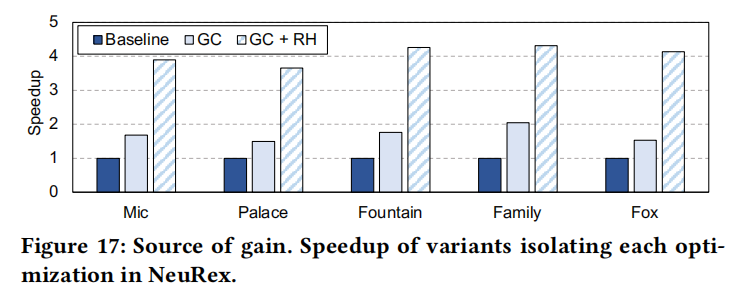 5
Baseline GC GC + RH
4
3
Speedup
2
1
0
Mic Palace Fountain Family Fox
Figure 17: Source of gain. Speedup of variants isolating each opti-
mization in NeuRex.